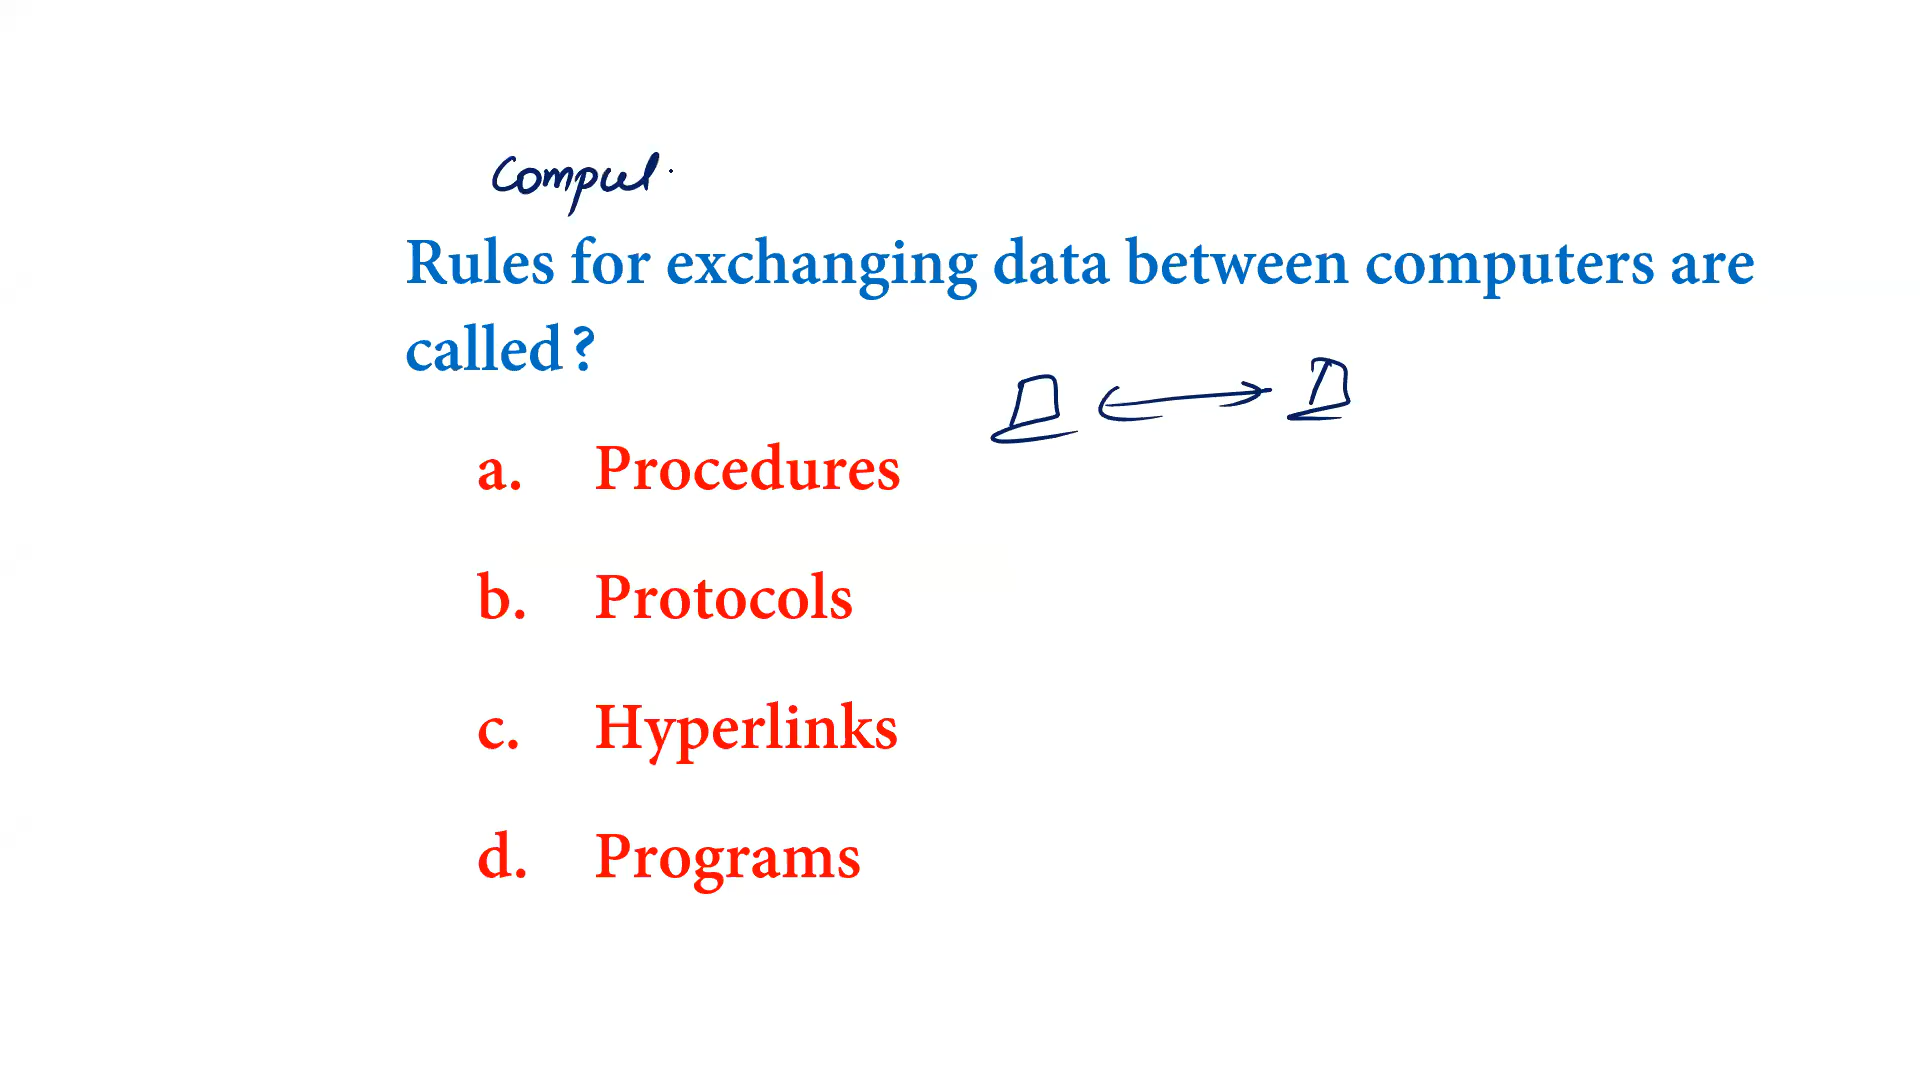 Comput
Rules for exchanging data between computers are
called?
a. Procedures
b. Protocols
c. Hyperlinks
d. Programs